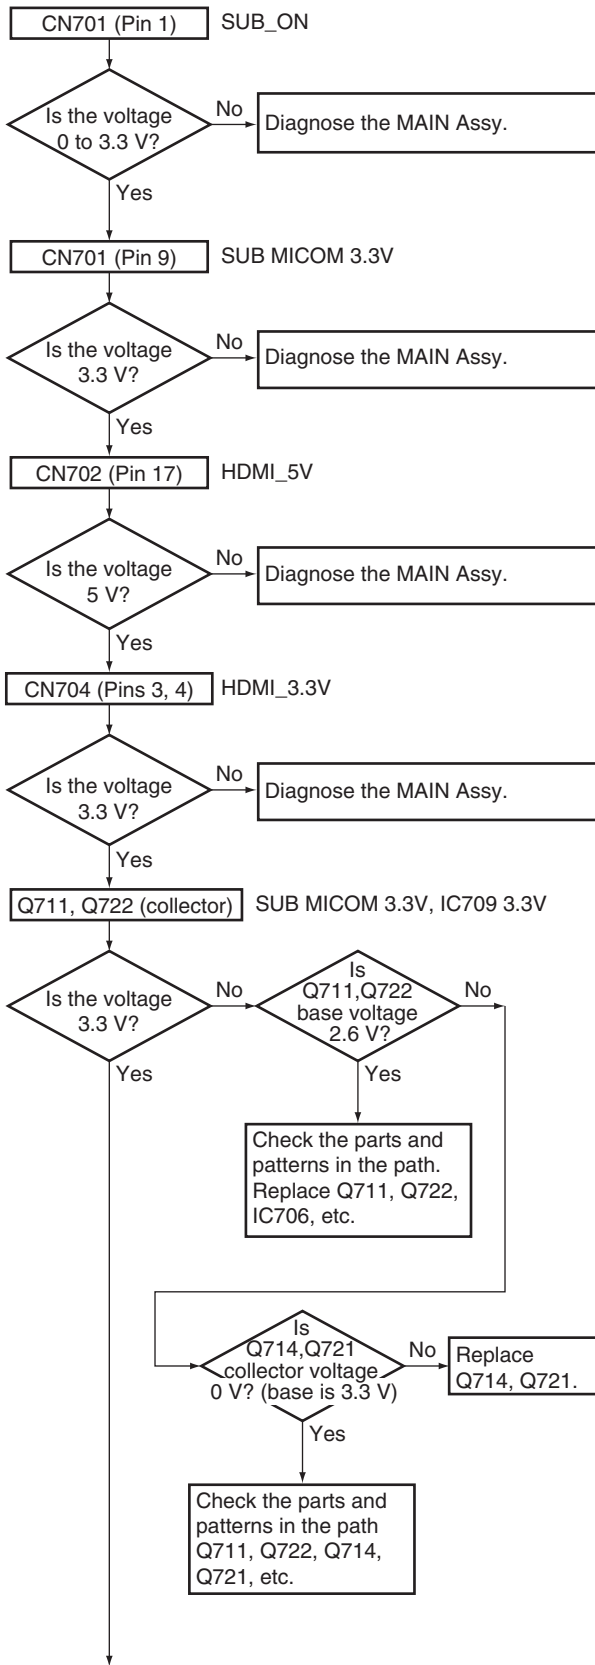 CN701 (Pin 1)
SUB_ON
Is the voltage
0 to 3.3 V?
No
Diagnose the MAIN Assy.
Yes
CN701 (Pin 9)
SUB MICOM 3.3V
Is the voltage
3.3 V?
No
Diagnose the MAIN Assy.
Yes
CN702 (Pin 17)
HDMI_5V
Is the voltage
5 V?
No
Diagnose the MAIN Assy.
Yes
CN704 (Pins 3, 4)
HDMI_3.3V
Is the voltage
3.3 V?
No
Diagnose the MAIN Assy.
Yes
Q711, Q722 (collector)
SUB MICOM 3.3V, IC709 3.3V
Is the voltage
3.3 V?
No
Yes
Is
Q711,Q722
base voltage
2.6 V?
No
Yes
Check the parts and
patterns in the path.
Replace Q711, Q722,
IC706, etc.
Is
Q714,Q721
collector voltage
0 V? (base is 3.3 V)
No
Replace
Q714, Q721.
Yes
Check the parts and
patterns in the path
Q711, Q722, Q714,
Q721, etc.